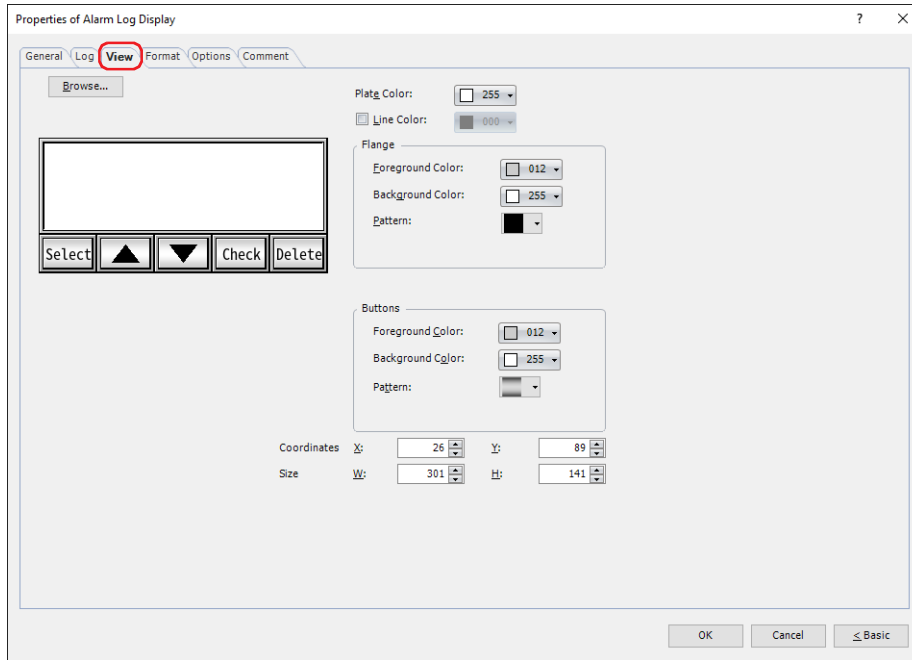 Properties of Alarm Log Display ? X
General Log View Format Options Comment
Browse...
Plate Color: 255
Line Color: 000
Flange
Foreground Color: 012
Background Color: 255
Pattern:
Select Check Delete
Buttons
Foreground Color: 012
Background Color: 255
Pattern:
Coordinates X: 26 Y: 89
Size W: 301 H: 141
OK Cancel < Basic